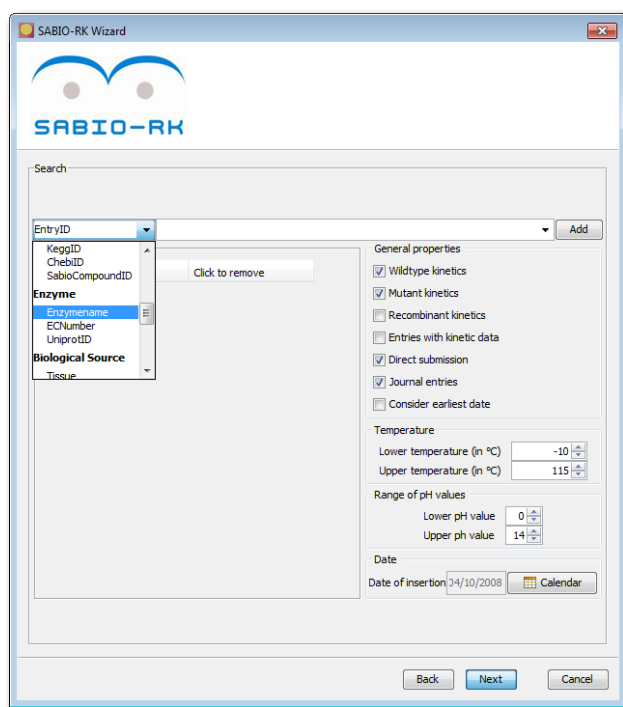 SABIO-RK Wizard
SABIO-RK
Search
EntryID
Add
KeggID
ChebiID
SabioCompoundID
Enzyme
Enzymename
ECNumber
UniprotID
Biological Source
Tissue
Click to remove
General properties
Wildtype kinetics
Mutant kinetics
Recombinant kinetics
Entries with kinetic data
Direct submission
Journal entries
Consider earliest date
Temperature
Lower temperature (in °C) -10
Upper temperature (in °C) 115
Range of pH values
Lower pH value 0
Upper ph value 14
Date
Date of insertion 04/10/2008 Calendar
Back Next Cancel